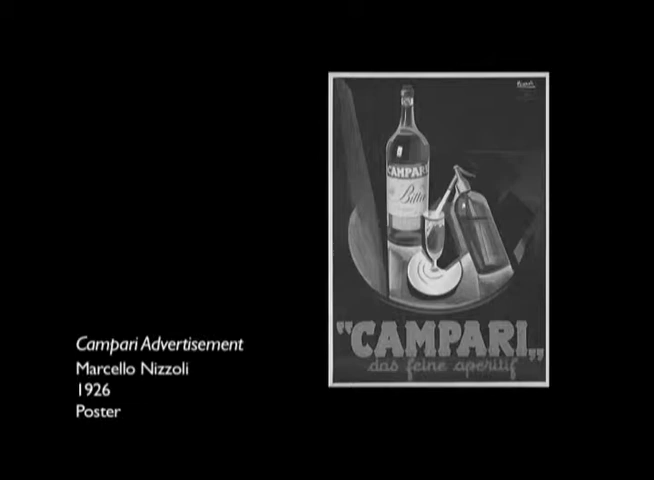 Campari Advertisement
Marcello Nizzoli
1926
Poster
CAMPARI
Bitter
"CAMPARI„
das feine aperitif